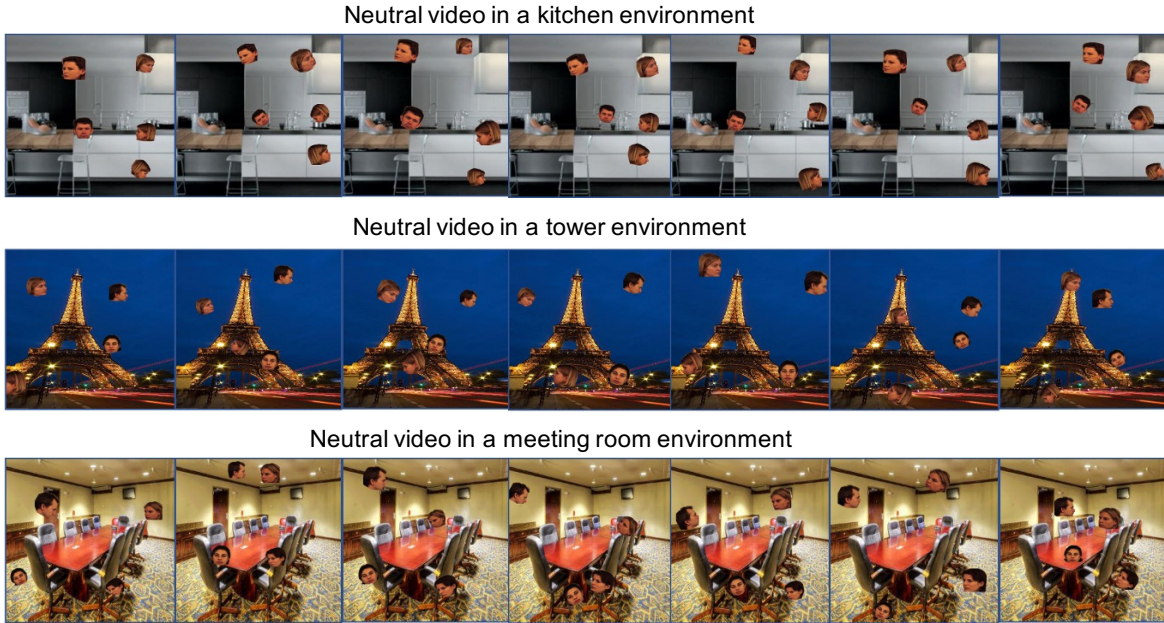 Neutral video in a kitchen environment
Neutral video in a tower environment
Neutral video in a meeting room environment